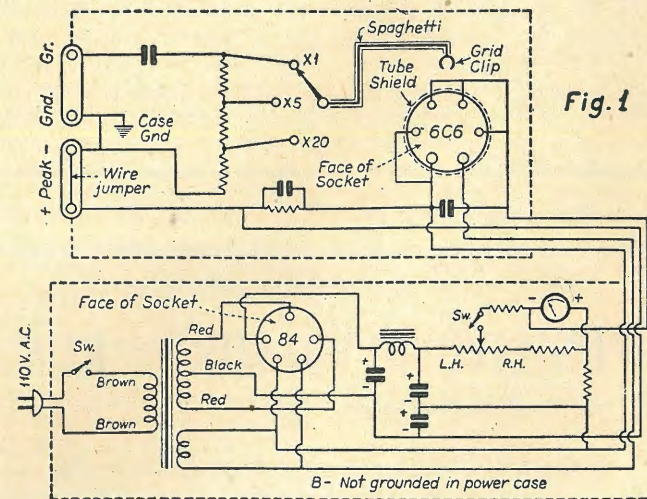 Spaghetti
Gr.
X1
Grid
Clip
Tube
Shield
Fig. 1
X5
Gnd.
Case
Gnd
6C6
X20
Face of
Socket
+ Peak -
Wire
jumper
Face of Socket
- +
Sw.
Red
84
110 V. A.C.
Sw.
+
Black
L.H.
R.H.
Brown
-
+
-
Red
+
Brown
-
B- Not grounded in power case